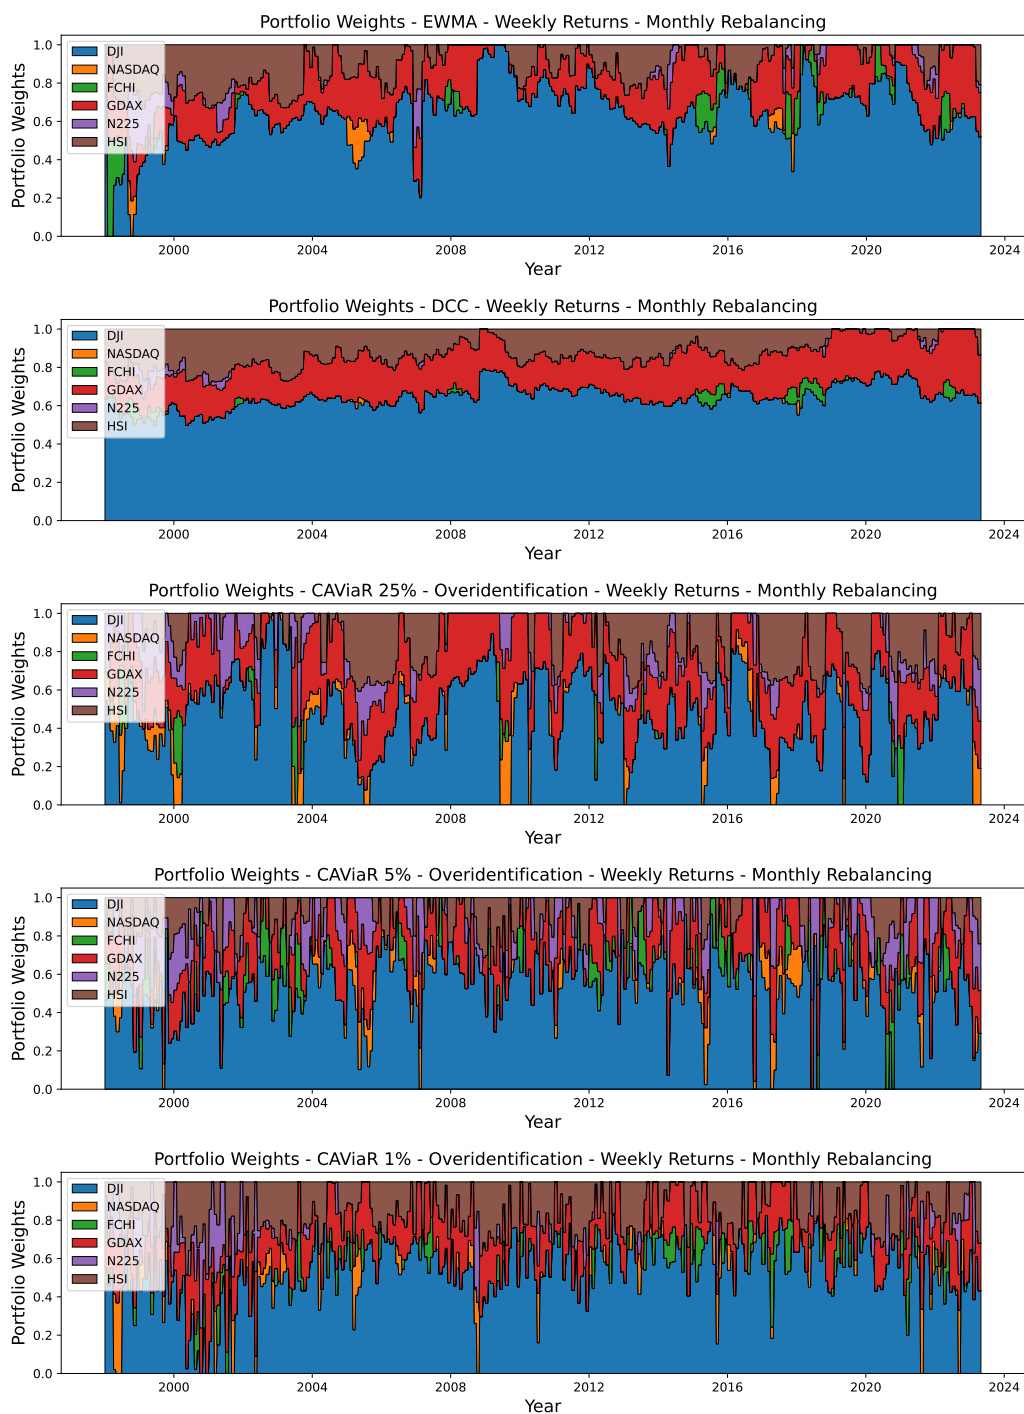 Portfolio Weights - EWMA - Weekly Returns - Monthly Rebalancing
Portfolio Weights
1.0
0.8
0.6
0.4
0.2
0.0
DJI
NASDAQ
FCHI
GDAX
N225
HSI
2000 2004 2008 2012 2016 2020 2024
Year
Portfolio Weights - DCC - Weekly Returns - Monthly Rebalancing
Portfolio Weights
1.0
0.8
0.6
0.4
0.2
0.0
DJI
NASDAQ
FCHI
GDAX
N225
HSI
2000 2004 2008 2012 2016 2020 2024
Year
Portfolio Weights - CAViaR 25% - Overidentification - Weekly Returns - Monthly Rebalancing
Portfolio Weights
1.0
0.8
0.6
0.4
0.2
0.0
DJI
NASDAQ
FCHI
GDAX
N225
HSI
2000 2004 2008 2012 2016 2020 2024
Year
Portfolio Weights - CAViaR 5% - Overidentification - Weekly Returns - Monthly Rebalancing
Portfolio Weights
1.0
0.8
0.6
0.4
0.2
0.0
DJI
NASDAQ
FCHI
GDAX
N225
HSI
2000 2004 2008 2012 2016 2020 2024
Year
Portfolio Weights - CAViaR 1% - Overidentification - Weekly Returns - Monthly Rebalancing
Portfolio Weights
1.0
0.8
0.6
0.4
0.2
0.0
DJI
NASDAQ
FCHI
GDAX
N225
HSI
2000 2004 2008 2012 2016 2020 2024
Year